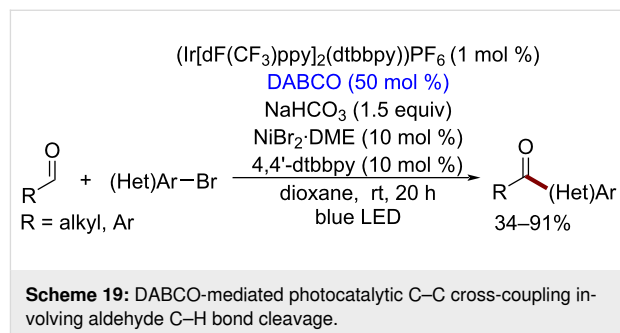 (Ir[dF(CF₃)ppy]₂(dtbbpy))PF₆ (1 mol %)
DABCO (50 mol %)
NaHCO₃ (1.5 equiv)
NiBr₂·DME (10 mol %)
4,4'-dtbbpy (10 mol %)
O
R
+ (Het)Ar–Br
dioxane, rt, 20 h
blue LED
O
R
(Het)Ar
R = alkyl, Ar
34–91%
Scheme 19: DABCO-mediated photocatalytic C–C cross-coupling in-
volving aldehyde C–H bond cleavage.